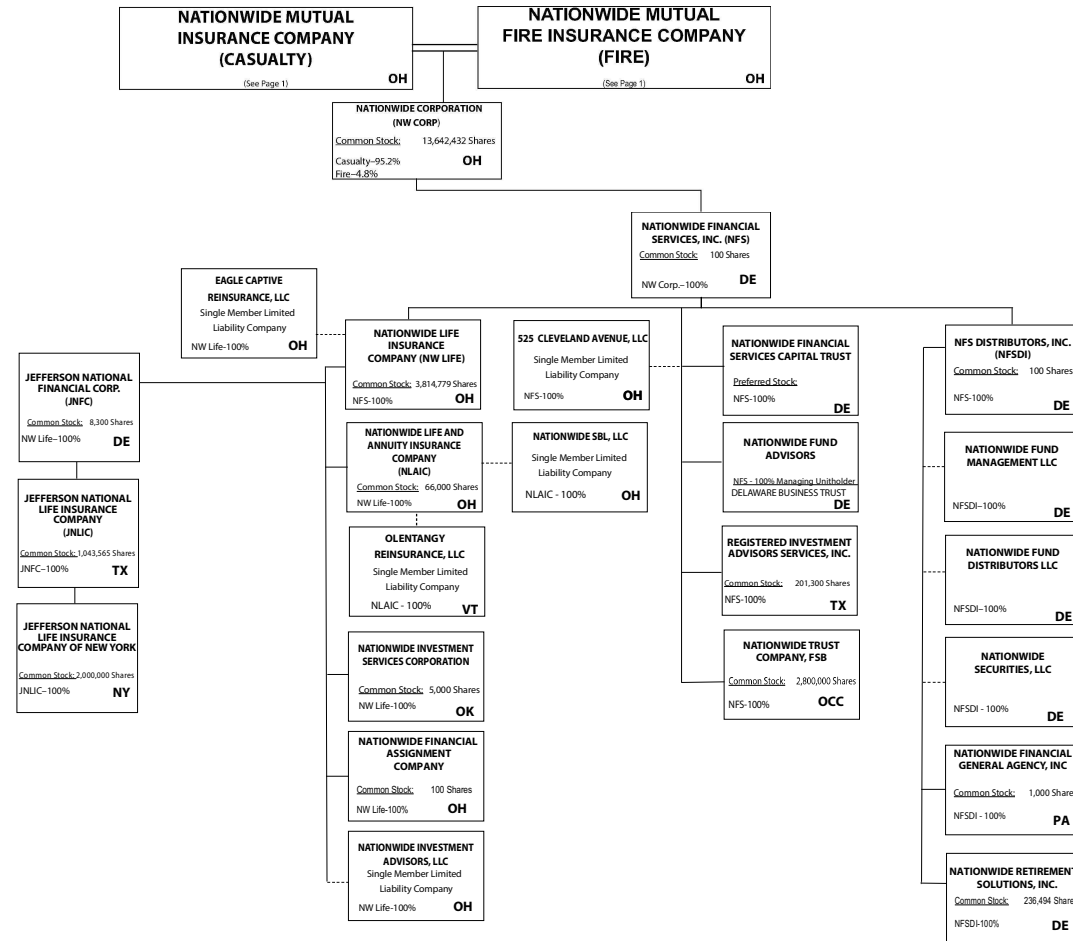 NATIONWIDE MUTUAL
INSURANCE COMPANY
(CASUALTY)
(See Page 1)
OH
NATIONWIDE MUTUAL
FIRE INSURANCE COMPANY
(FIRE)
(See Page 1)
OH
NATIONWIDE CORPORATION
(NW CORP)
Common Stock: 13,642,432 Shares
Casualty–95.2%
OH
Fire–4.8%
NATIONWIDE FINANCIAL
SERVICES, INC. (NFS)
Common Stock: 100 Shares
NW Corp.–100%
DE
EAGLE CAPTIVE
REINSURANCE, LLC
Single Member Limited
Liability Company
NW Life-100%
OH
JEFFERSON NATIONAL
FINANCIAL CORP.
(JNFC)
Common Stock: 8,300 Shares
NW Life–100%
DE
JEFFERSON NATIONAL
LIFE INSURANCE
COMPANY
(JNLIC)
Common Stock: 1,043,565 Shares
JNFC–100%
TX
JEFFERSON NATIONAL
LIFE INSURANCE
COMPANY OF NEW YORK
Common Stock: 2,000,000 Shares
JNLIC–100%
NY
NATIONWIDE LIFE
INSURANCE
COMPANY (NW LIFE)
Common Stock: 3,814,779 Shares
NFS-100%
OH
NATIONWIDE LIFE AND
ANNUITY INSURANCE
COMPANY
(NLAIC)
Common Stock: 66,000 Shares
NW Life-100%
OH
OLENTANGY
REINSURANCE, LLC
Single Member Limited
Liability Company
NLAIC - 100%
VT
NATIONWIDE INVESTMENT
SERVICES CORPORATION
Common Stock: 5,000 Shares
NW Life-100%
OK
NATIONWIDE FINANCIAL
ASSIGNMENT
COMPANY
Common Stock: 100 Shares
NW Life-100%
OH
NATIONWIDE INVESTMENT
ADVISORS, LLC
Single Member Limited
Liability Company
NW Life-100%
OH
525 CLEVELAND AVENUE, LLC
Single Member Limited
Liability Company
NFS-100%
OH
NATIONWIDE SBL, LLC
Single Member Limited
Liability Company
NLAIC - 100%
OH
NATIONWIDE FINANCIAL
SERVICES CAPITAL TRUST
Preferred Stock:
NFS-100%
DE
NATIONWIDE FUND
ADVISORS
NFS - 100% Managing Unitholder
DELAWARE BUSINESS TRUST
DE
REGISTERED INVESTMENT
ADVISORS SERVICES, INC.
Common Stock: 201,300 Shares
NFS-100%
TX
NATIONWIDE TRUST
COMPANY, FSB
Common Stock: 2,800,000 Shares
NFS-100%
OCC
NFS DISTRIBUTORS, INC.
(NFSDI)
Common Stock: 100 Shares
NFS-100%
DE
NATIONWIDE FUND
MANAGEMENT LLC
NFSDI–100%
DE
NATIONWIDE FUND
DISTRIBUTORS LLC
NFSDI–100%
DE
NATIONWIDE
SECURITIES, LLC
NFSDI - 100%
DE
NATIONWIDE FINANCIAL
GENERAL AGENCY, INC
Common Stock: 1,000 Share
NFSDI - 100%
PA
NATIONWIDE RETIREMENT
SOLUTIONS, INC.
Common Stock: 236,494 Share
NFSDI-100%
DE